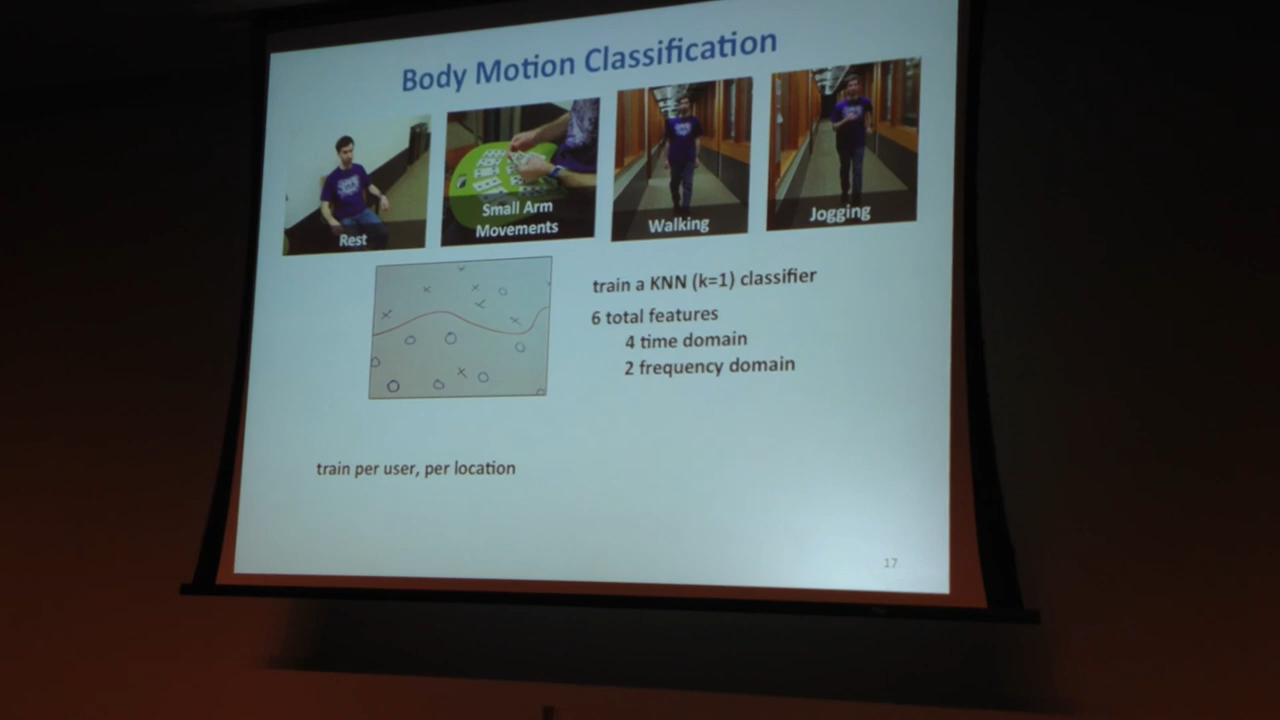 Body Motion Classification
Rest
Small Arm
Movements
Walking
Jogging
train a KNN (k=1) classifier
6 total features
4 time domain
2 frequency domain
train per user, per location
17